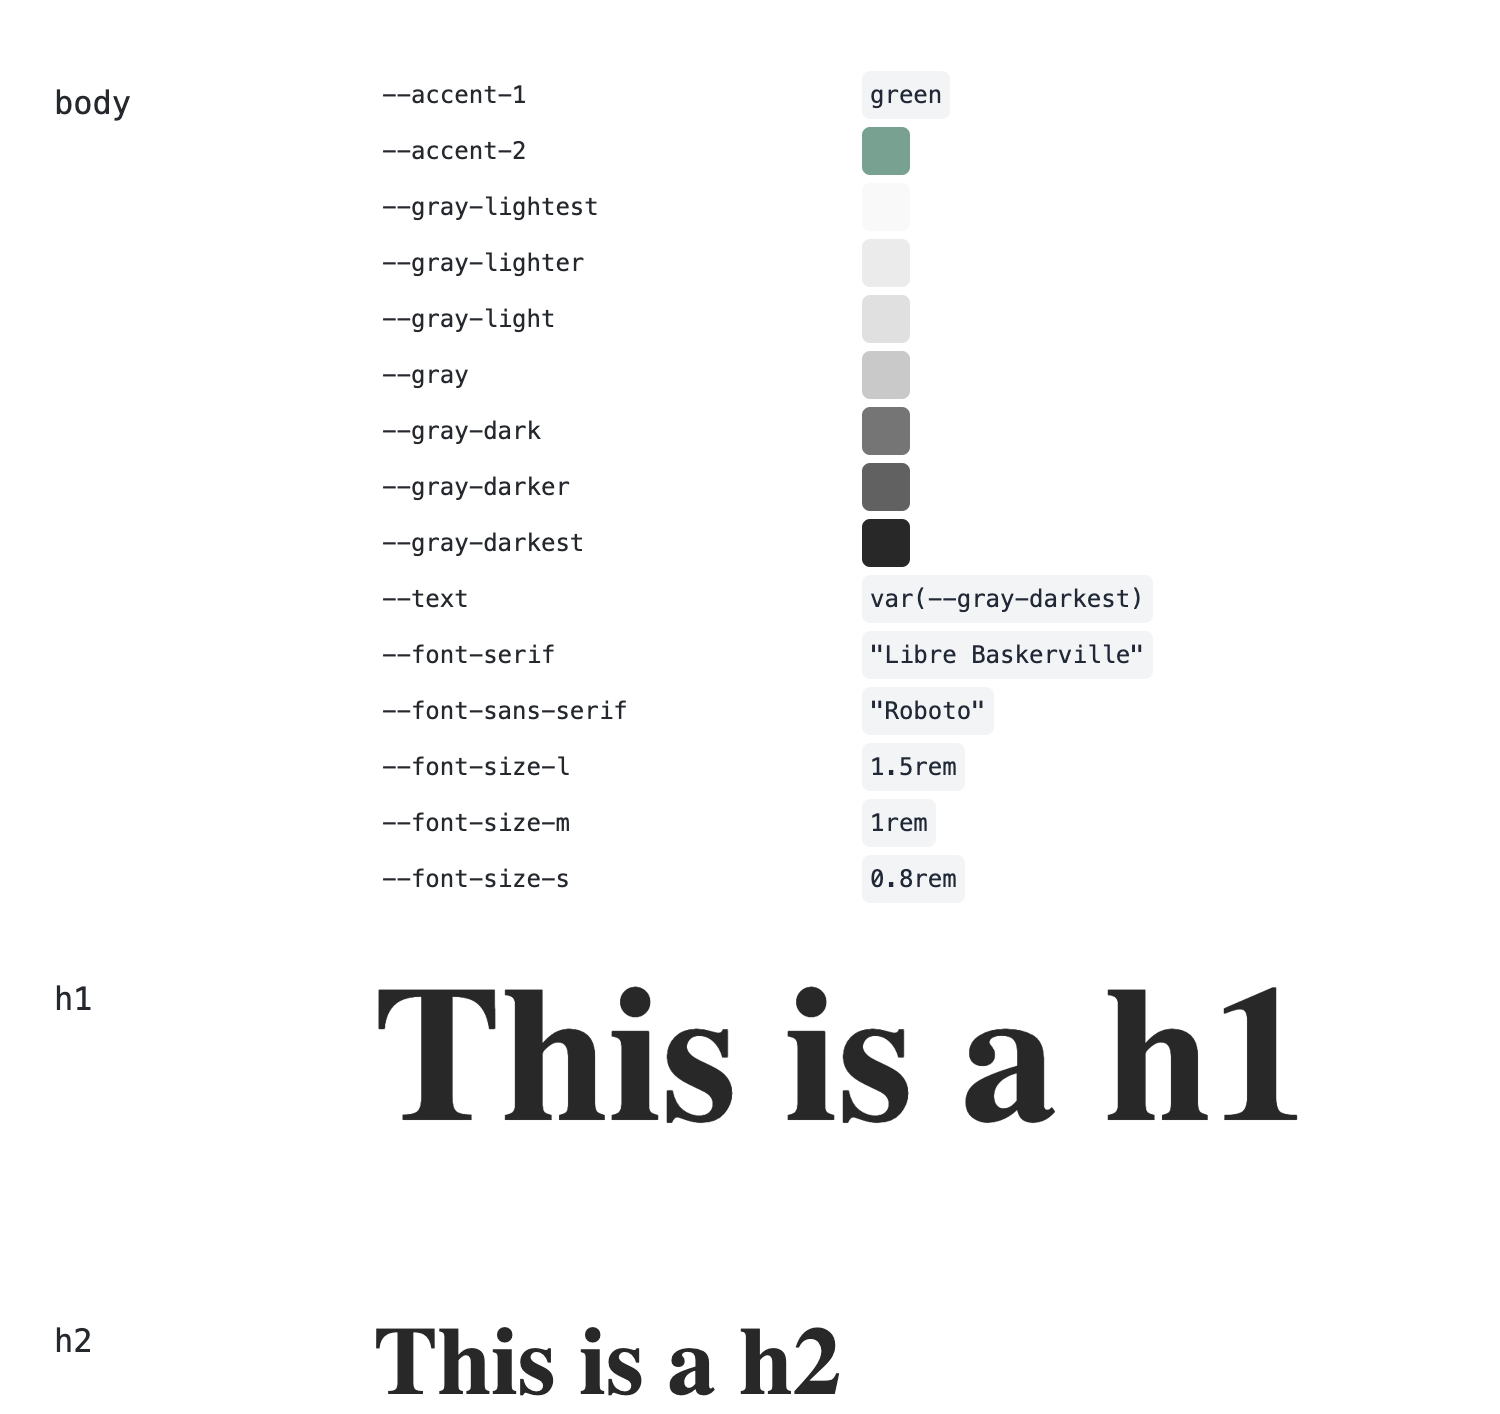 body
--accent-1 green
--accent-2
--gray-lightest
--gray-lighter
--gray-light
--gray
--gray-dark
--gray-darker
--gray-darkest
--text var(--gray-darkest)
--font-serif "Libre Baskerville"
--font-sans-serif "Roboto"
--font-size-l 1.5rem
--font-size-m 1rem
--font-size-s 0.8rem
h1 This is a h1
h2 This is a h2